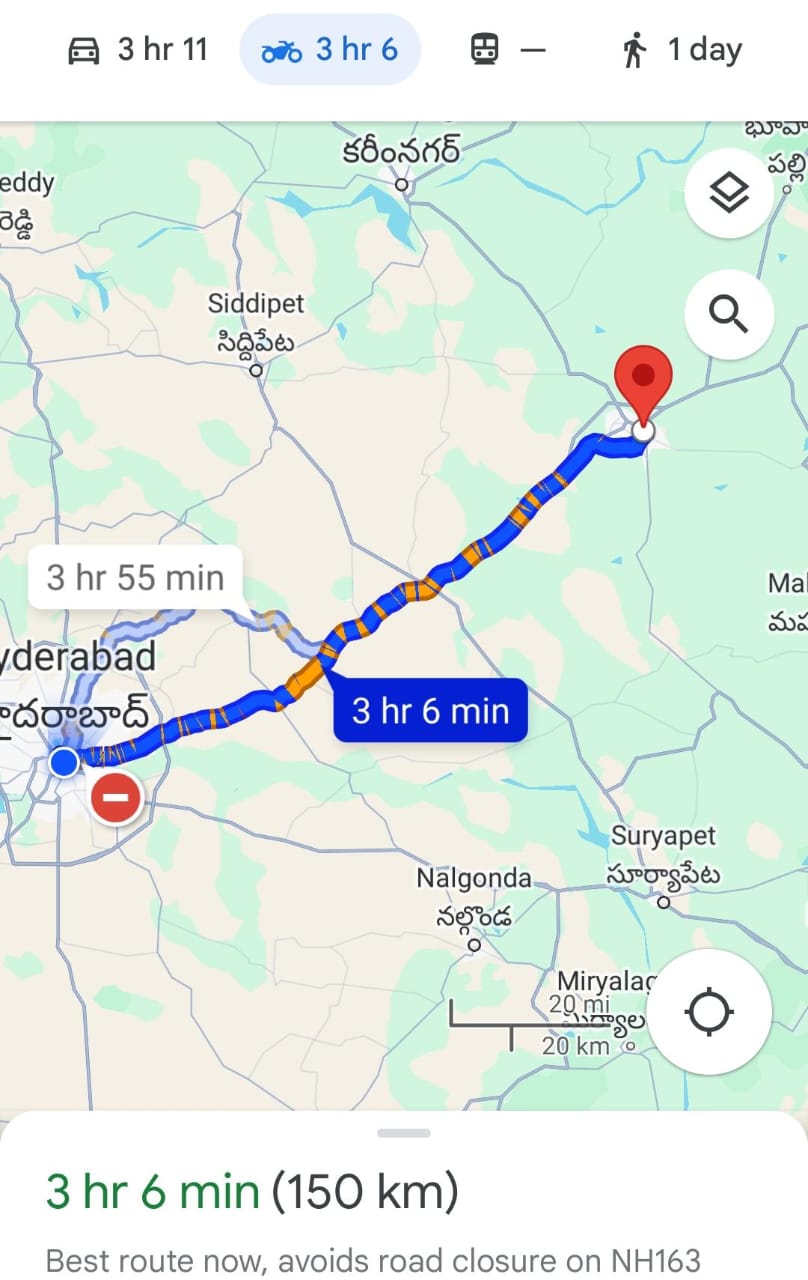 3 hr 11
3 hr 6
—
1 day
కరీంనగర్
పల్లి
eddy
రెడ్డి
Siddipet
సిద్దిపేట
3 hr 55 min
yderabad
దరాబాద్
3 hr 6 min
Mal
మహ
Suryapet
సూర్యాపేట
Nalgonda
నల్గొండ
Miryalag
20 mi
20 km
3 hr 6 min (150 km)
Best route now, avoids road closure on NH163